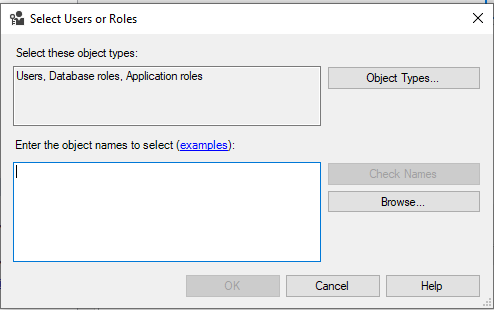 Select Users or Roles
Select these object types:
Users, Database roles, Application roles
Object Types...
Enter the object names to select (examples):
Check Names
Browse...
OK
Cancel
Help